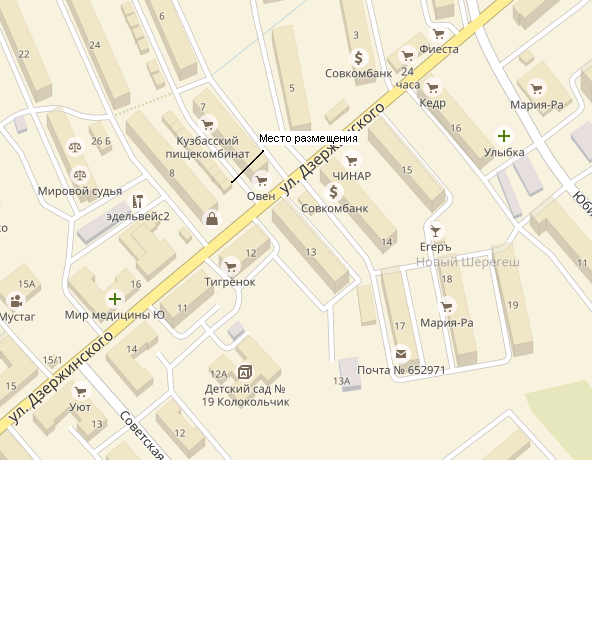 6
22
24
3
Фиеста
Совкомбанк
24
часа
5
Кедр
Мария-Ра
7
ул. Дзержинского
16
Кузбасский
пищекомбинат
Место размещения
26 Б
Улыбка
8
ЧИНАР
15
Мировой судья
Овен
Совкомбанк
эдельвейс2
14
Егеръ
12
13
11
Новый Шерегеш
15А
16
Тигрёнок
18
19
Мустаг
Мир медицины Ю
11
Мария-Ра
17
ул. Дзержинского
14
15/1
12А
13А
Почта № 652971
15
Детский сад №
19 Колокольчик
Уют
13
Советская
12